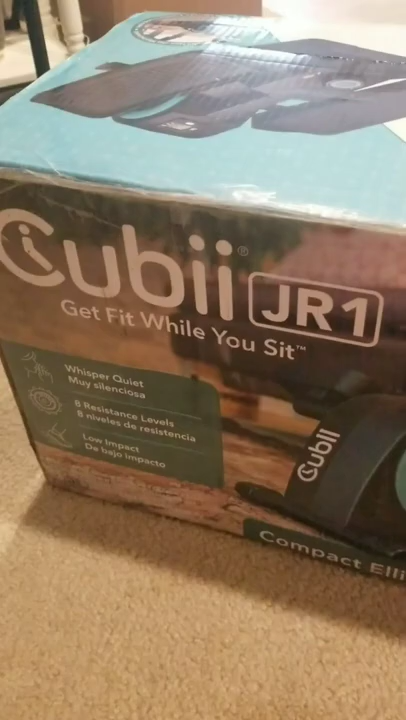 Cubii® JR1
Get Fit While You Sit™
Whisper Quiet
Muy silenciosa
8 Resistance Levels
8 niveles de resistencia
Low Impact
De bajo impacto
Cubii
Compact Elli